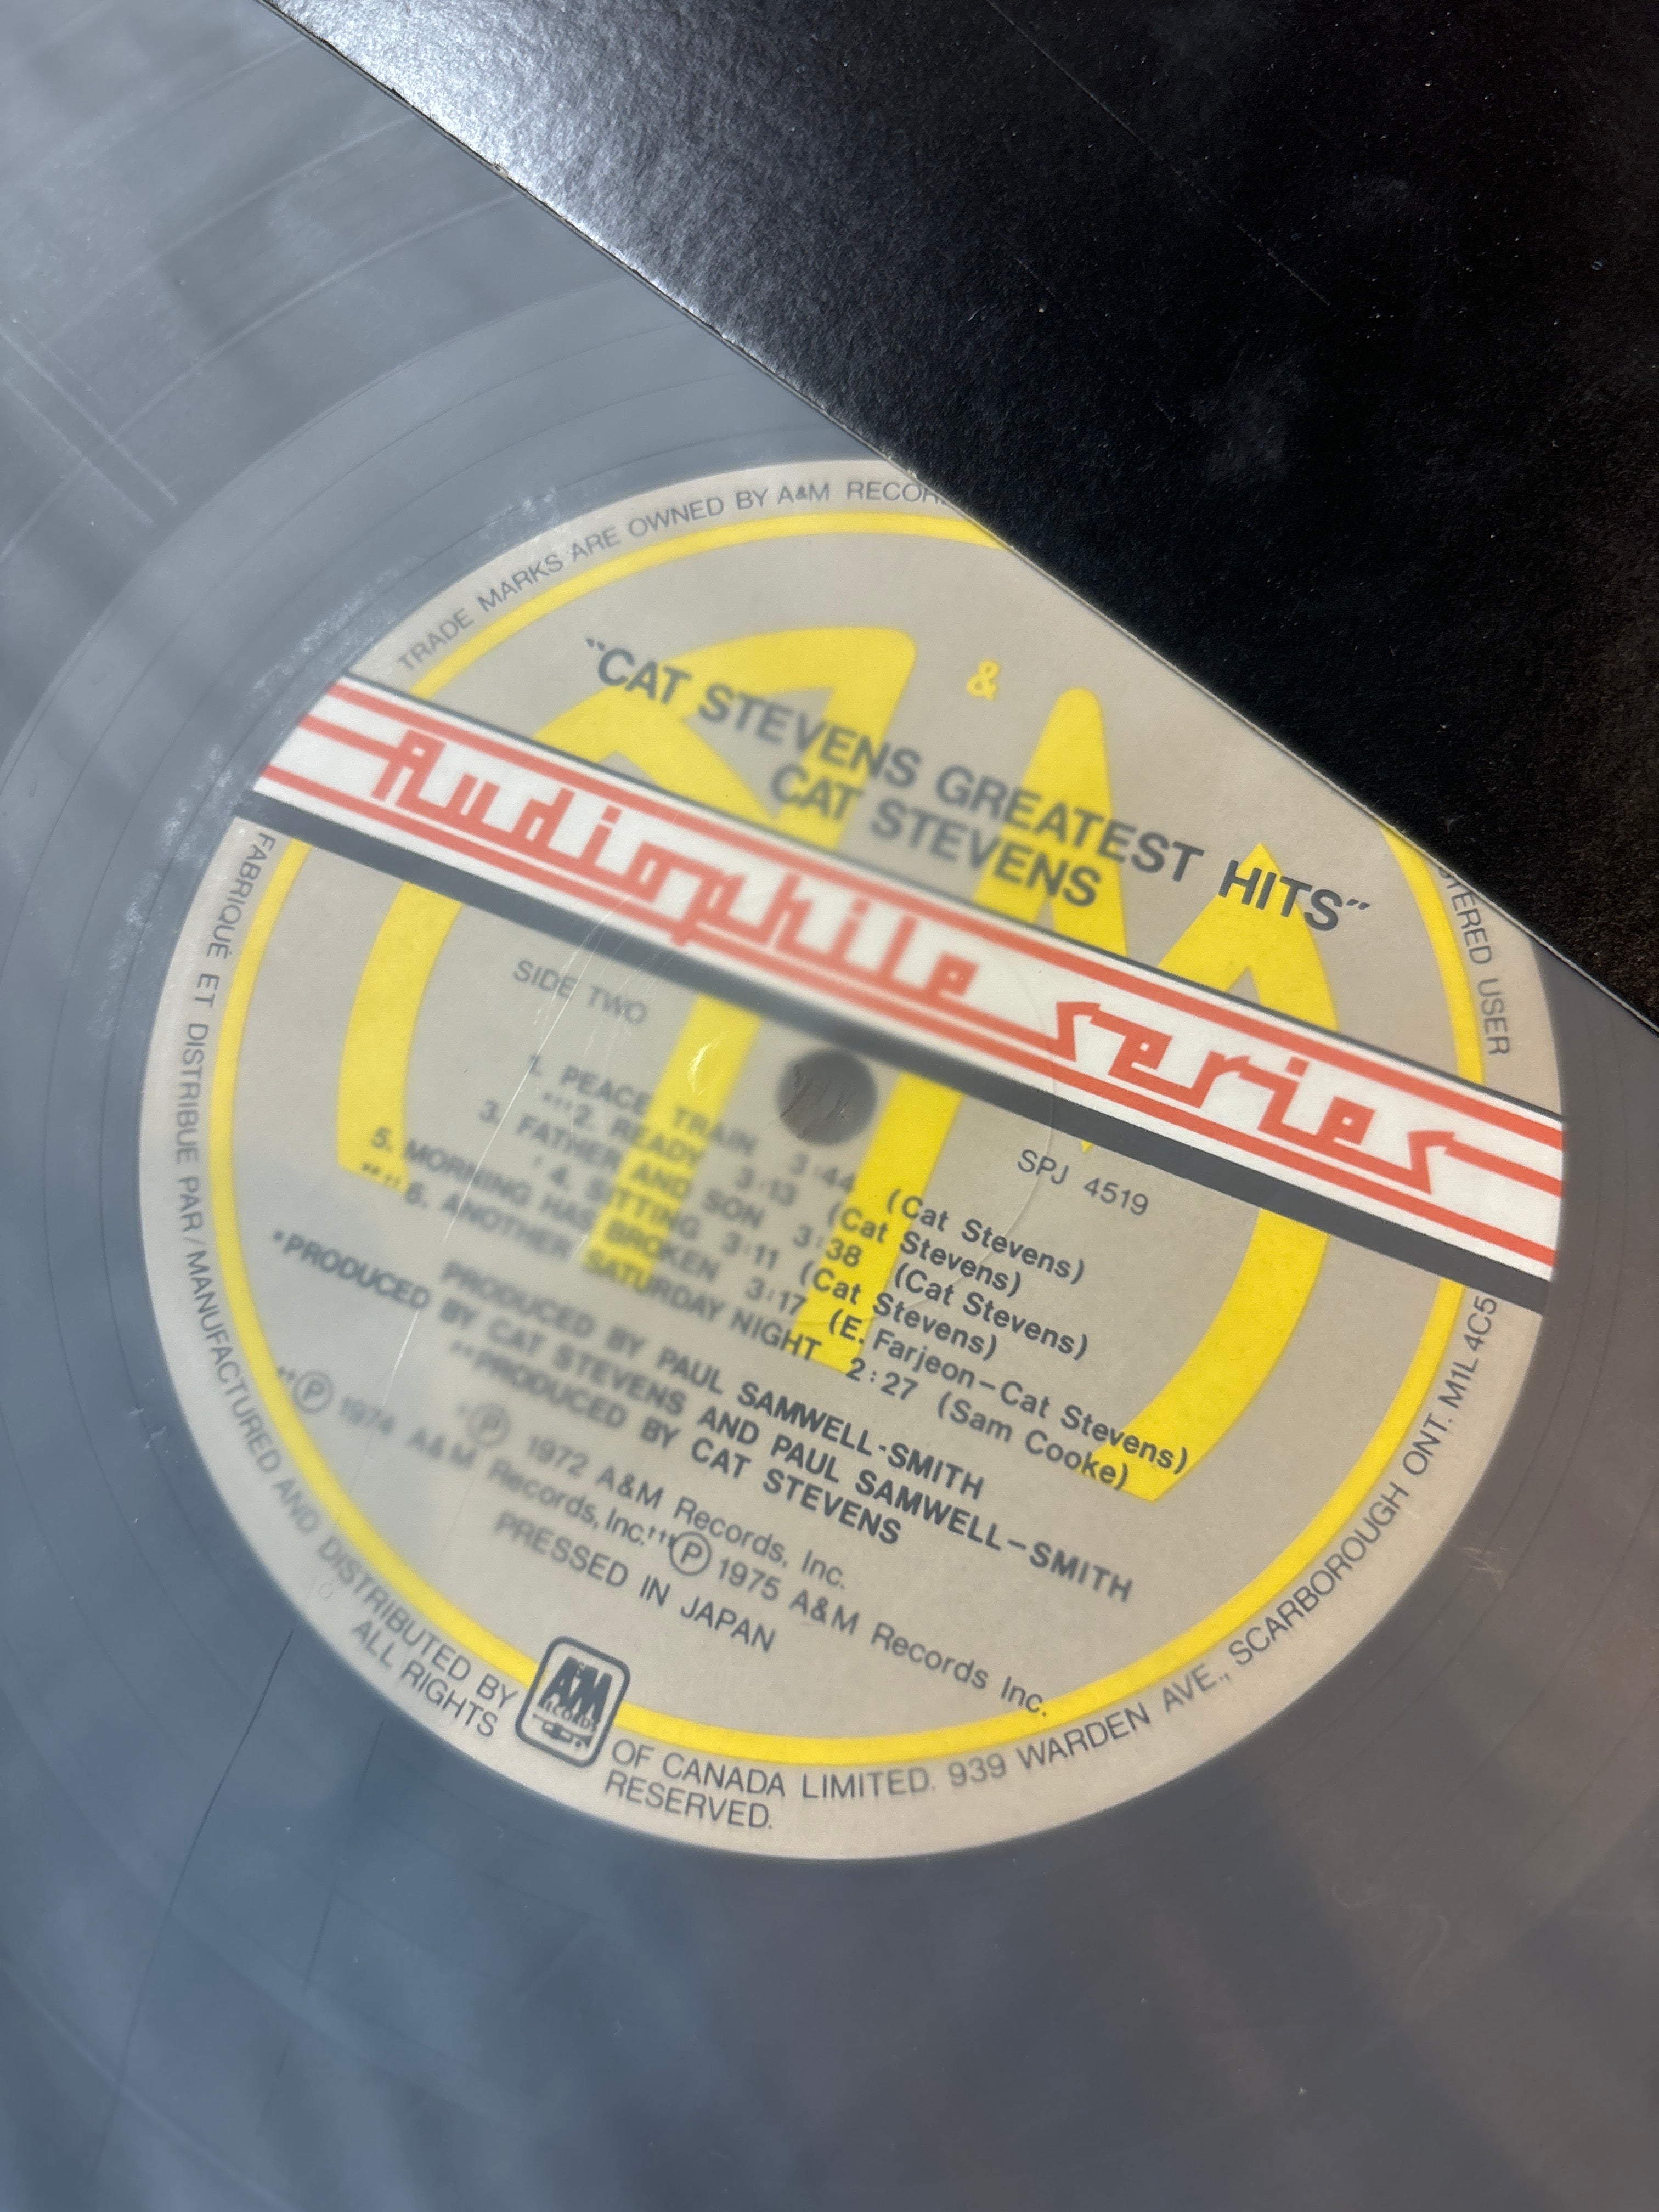 TRADE MARKS ARE OWNED BY A&M
STERED USER
&
"CAT STEVENS GREATEST HITS"
CAT STEVENS
Audiophile Series
SIDE TWO
SPJ 4519
1. PEACE TRAIN 3:44 (Cat Stevens)
2. READY 3:13 (Cat Stevens)
3. FATHER AND SON 3:38 (Cat Stevens)
4. SITTING 3:11 (Cat Stevens)
5. MORNING HAS BROKEN 3:17 (E. Farjeon-Cat Stevens)
6. ANOTHER SATURDAY NIGHT 2:27 (Sam Cooke)
PRODUCED BY PAUL SAMWELL-SMITH
*PRODUCED BY CAT STEVENS AND PAUL SAMWELL-SMITH
**PRODUCED BY CAT STEVENS
Ⓟ 1972 A&M Records, Inc.
††Ⓟ 1974 A&M Records, Inc. †††Ⓟ 1975 A&M Records Inc.
PRESSED IN JAPAN
FABRIQUÉ ET DISTRIBUE PAR/MANUFACTURED AND DISTRIBUTED BY A&M RECORDS OF CANADA LIMITED. 939 WARDEN AVE., SCARBOROUGH ONT. M1L 4C5
ALL RIGHTS RESERVED.